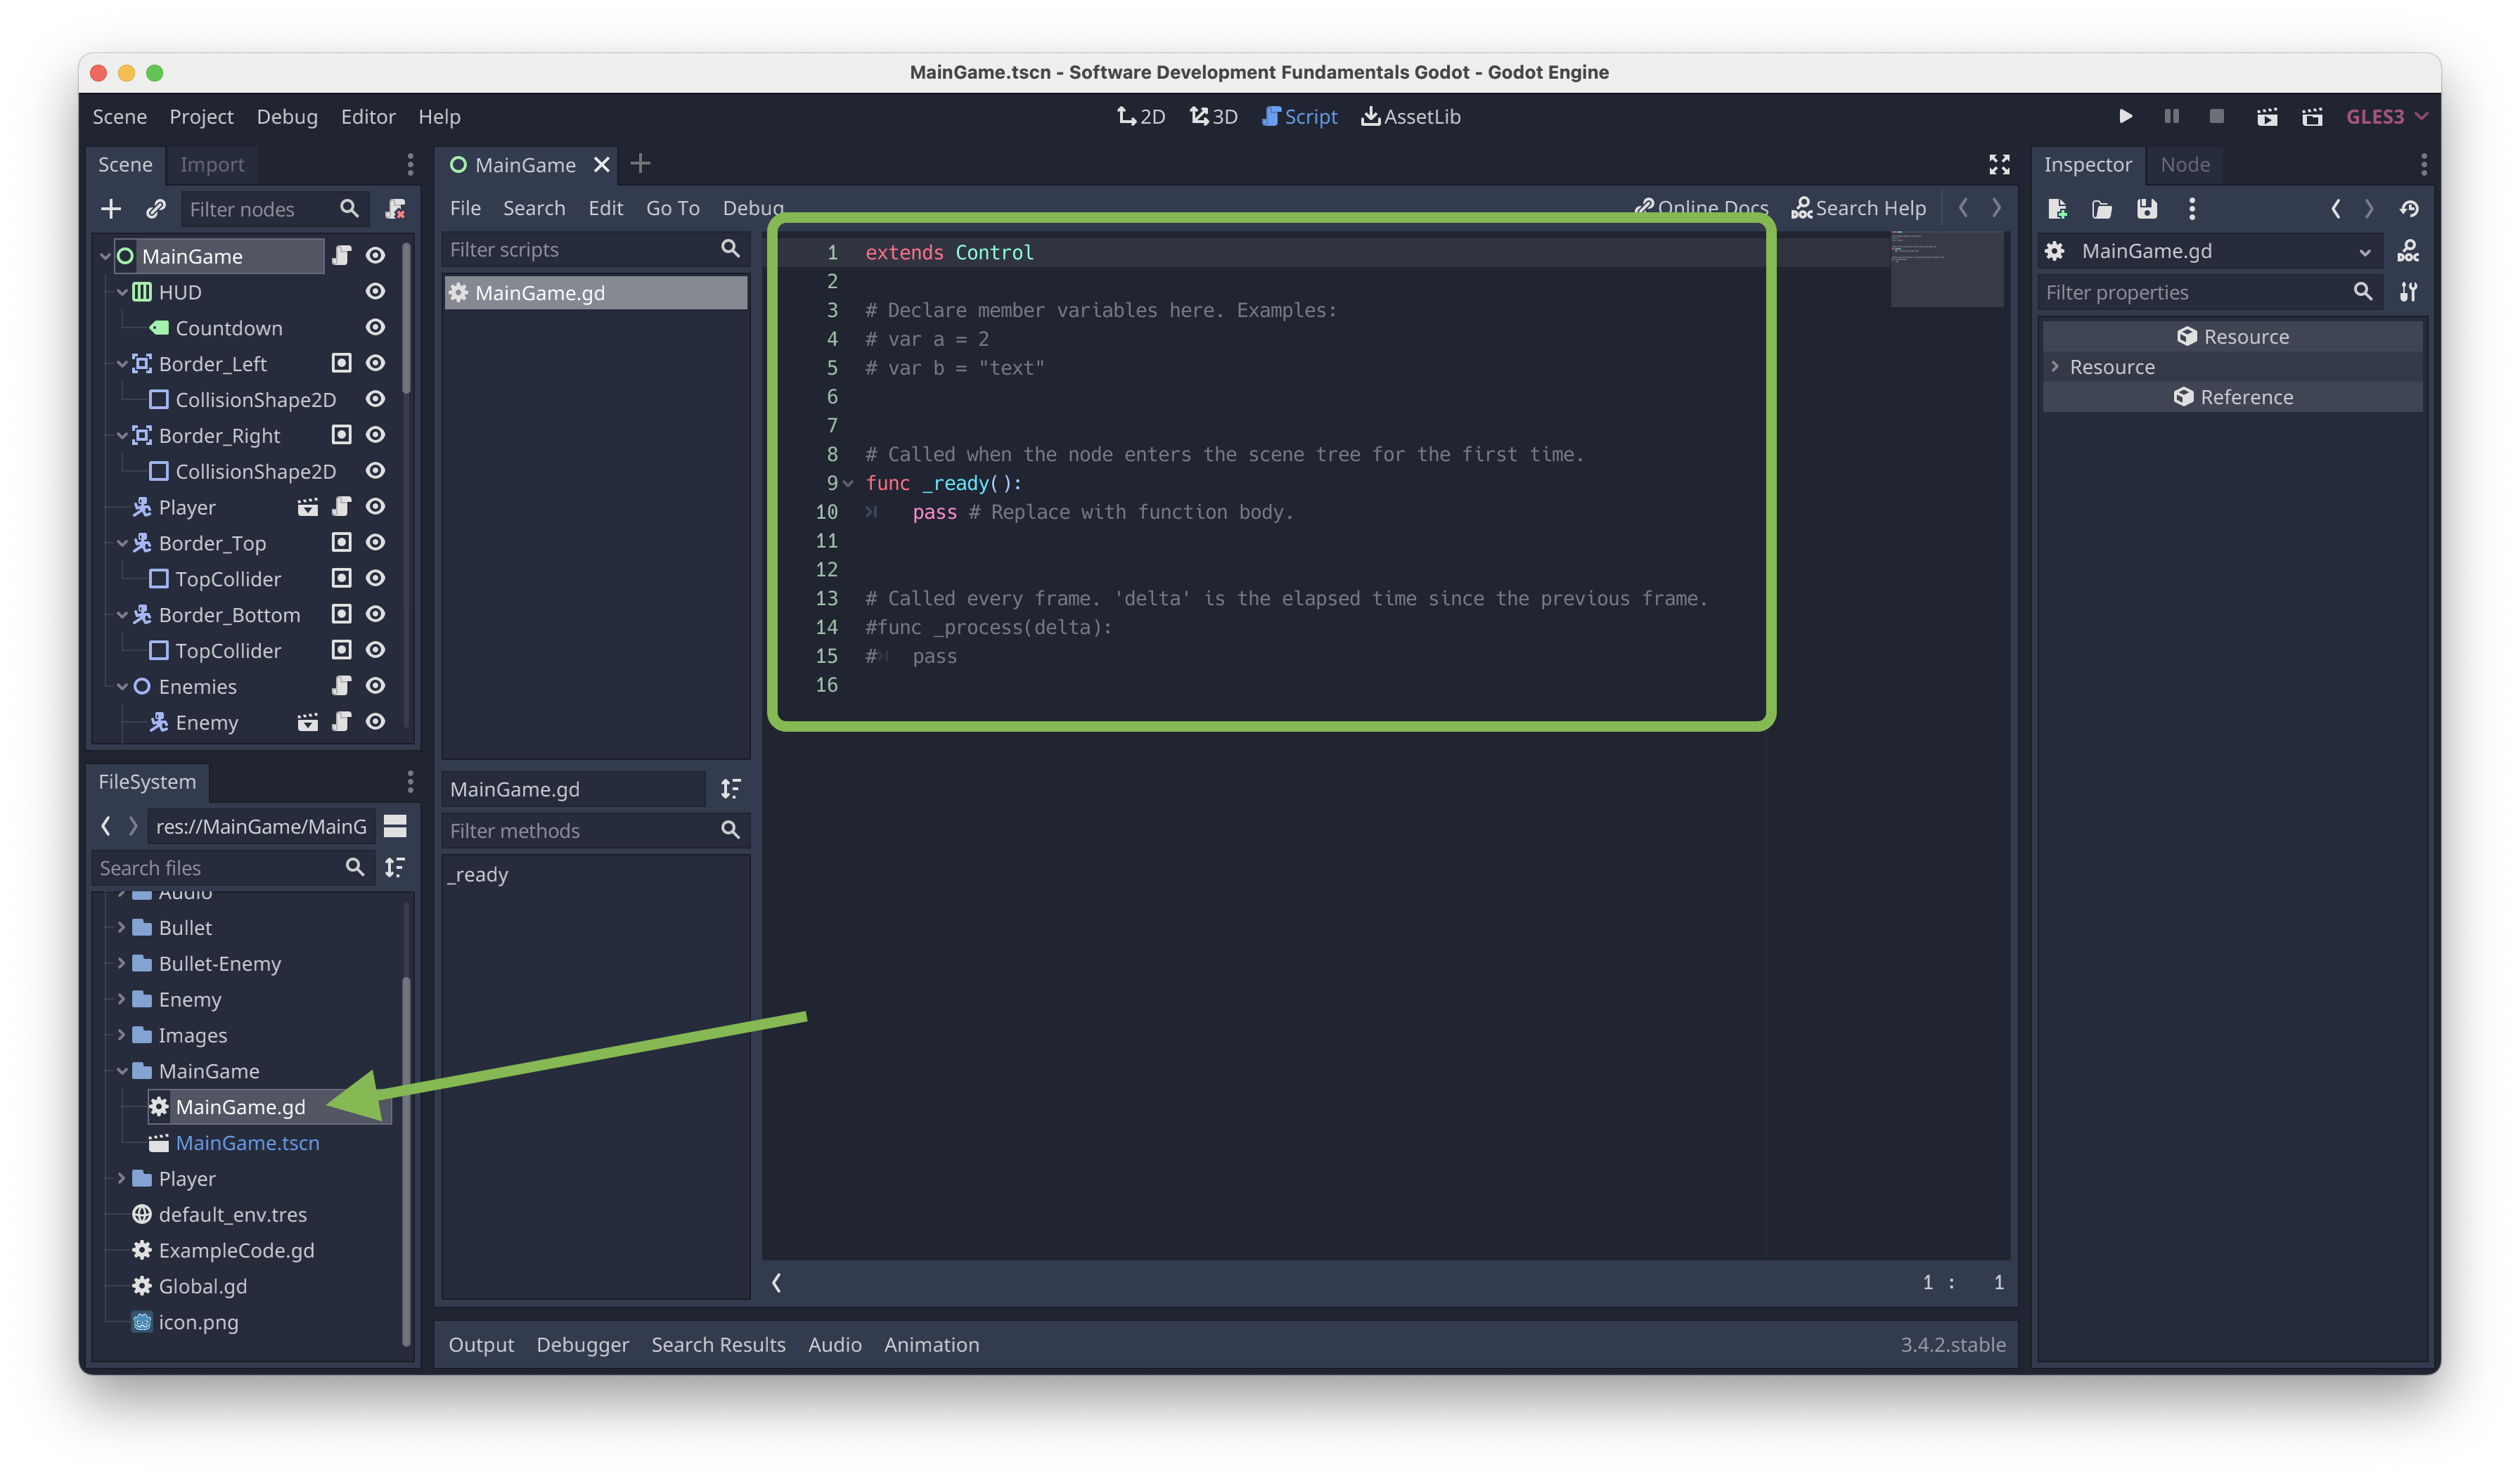 MainGame.tscn - Software Development Fundamentals Godot - Godot Engine
Scene Project Debug Editor Help
2D 3D Script AssetLib
GLES3
Scene Import
Filter nodes
MainGame
HUD
Countdown
Border_Left
CollisionShape2D
Border_Right
CollisionShape2D
Player
Border_Top
TopCollider
Border_Bottom
TopCollider
Enemies
Enemy
FileSystem
res://MainGame/MainG
Search files
Audio
Bullet
Bullet-Enemy
Enemy
Images
MainGame
MainGame.gd
MainGame.tscn
Player
default_env.tres
ExampleCode.gd
Global.gd
icon.png
MainGame
File Search Edit Go To Debug
Online Docs DOC Search Help
Filter scripts
MainGame.gd
MainGame.gd
Filter methods
_ready
1 extends Control
2
3 # Declare member variables here. Examples:
4 # var a = 2
5 # var b = "text"
6
7
8 # Called when the node enters the scene tree for the first time.
9 func _ready():
10 pass # Replace with function body.
11
12
13 # Called every frame. 'delta' is the elapsed time since the previous frame.
14 #func _process(delta):
15 # pass
16
1 : 1
Output Debugger Search Results Audio Animation
3.4.2.stable
Inspector Node
MainGame.gd
DOC
Filter properties
Resource
Resource
Reference